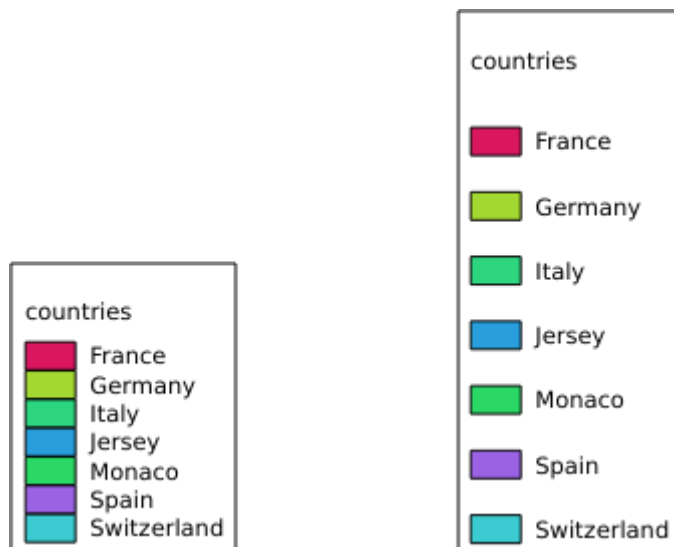 countries
France
Germany
Italy
Jersey
Monaco
Spain
Switzerland
countries
France
Germany
Italy
Jersey
Monaco
Spain
Switzerland